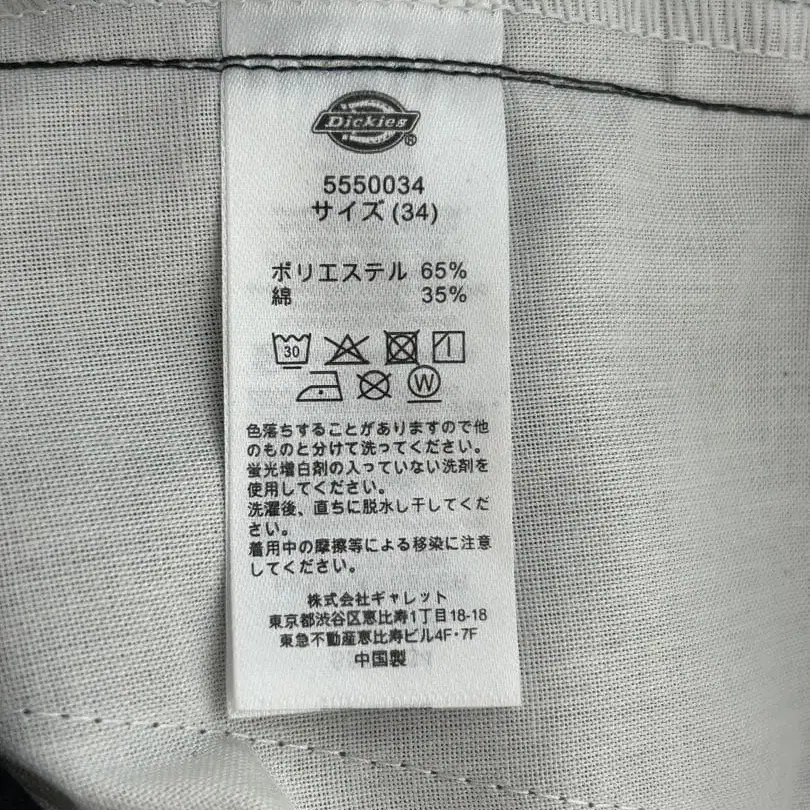 Dickies®
5550034
サイズ (34)
ポリエステル 65%
綿 35%
30
W
色落ちすることがありますので他
のものと分けて洗ってください。
蛍光増白剤の入っていない洗剤を
使用してください。
洗濯後、直ちに脱水し干してくだ
さい。
着用中の摩擦等による移染に注意
してください。
株式会社ギャレット
東京都渋谷区恵比寿1丁目18-18
東急不動産恵比寿ビル4F・7F
中国製